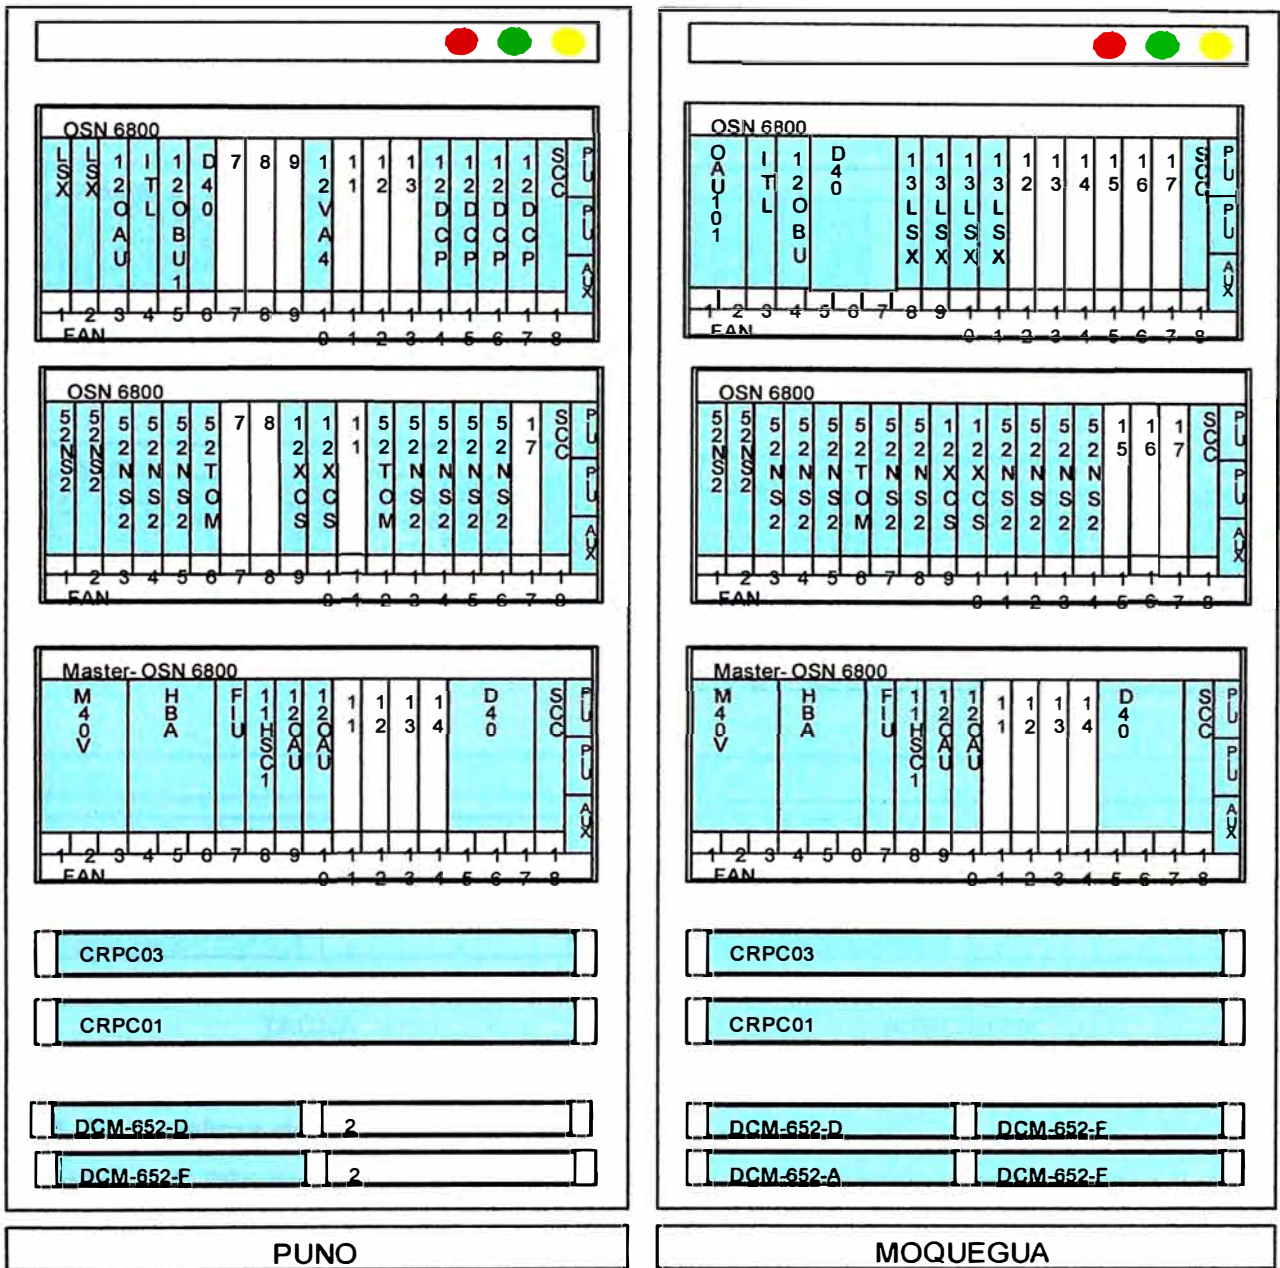 OSN 6800
LSX LSX 12OAU ITL 12OBU1 D40 7 8 9 12VA4 11 12 13 12DCP 12DCP 12DCP 12DCP SCC PIU PIU AUX
1 2 3 4 5 6 7 8 9 10 11 12 13 14 15 16 17 18
FAN
OSN 6800
52NS2 52NS2 52NS2 52NS2 52NS2 52TOM 7 8 12XCS 12XCS 11 52TOM 52NS2 52NS2 52NS2 52NS2 17 SCC PIU PIU AUX
1 2 3 4 5 6 7 8 9 10 11 12 13 14 15 16 17 18
FAN
Master- OSN 6800
M40V HBA FIU 11HSC1 12OAU 12OAU 11 12 13 14 D40 SCC PIU PIU AUX
1 2 3 4 5 6 7 8 9 10 11 12 13 14 15 16 17 18
FAN
CRPC03
CRPC01
DCM-652-D 2
DCM-652-F 2
PUNO
OSN 6800
OAU101 ITL 12OBU D40 13LSX 13LSX 13LSX 13LSX 12 13 14 15 16 17 SCC PIU PIU AUX
1 2 3 4 5 6 7 8 9 10 11 12 13 14 15 16 17 18
FAN
OSN 6800
52NS2 52NS2 52NS2 52NS2 52NS2 52TOM 52NS2 52NS2 12XCS 12XCS 52NS2 52NS2 52NS2 52NS2 15 16 17 SCC PIU PIU AUX
1 2 3 4 5 6 7 8 9 10 11 12 13 14 15 16 17 18
FAN
Master- OSN 6800
M40V HBA FIU 11HSC1 12OAU 12OAU 11 12 13 14 D40 SCC PIU PIU AUX
1 2 3 4 5 6 7 8 9 10 11 12 13 14 15 16 17 18
FAN
CRPC03
CRPC01
DCM-652-D DCM-652-F
DCM-652-A DCM-652-F
MOQUEGUA